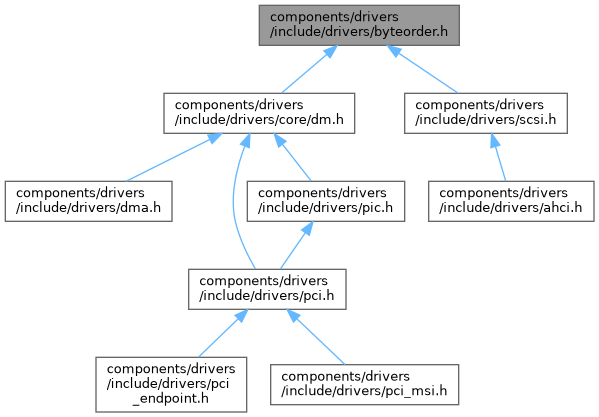 components/drivers
/include/drivers/byteorder.h
components/drivers
/include/drivers/core/dm.h
components/drivers
/include/drivers/scsi.h
components/drivers
/include/drivers/dma.h
components/drivers
/include/drivers/pic.h
components/drivers
/include/drivers/ahci.h
components/drivers
/include/drivers/pci.h
components/drivers
/include/drivers/pci
_endpoint.h
components/drivers
/include/drivers/pci_msi.h